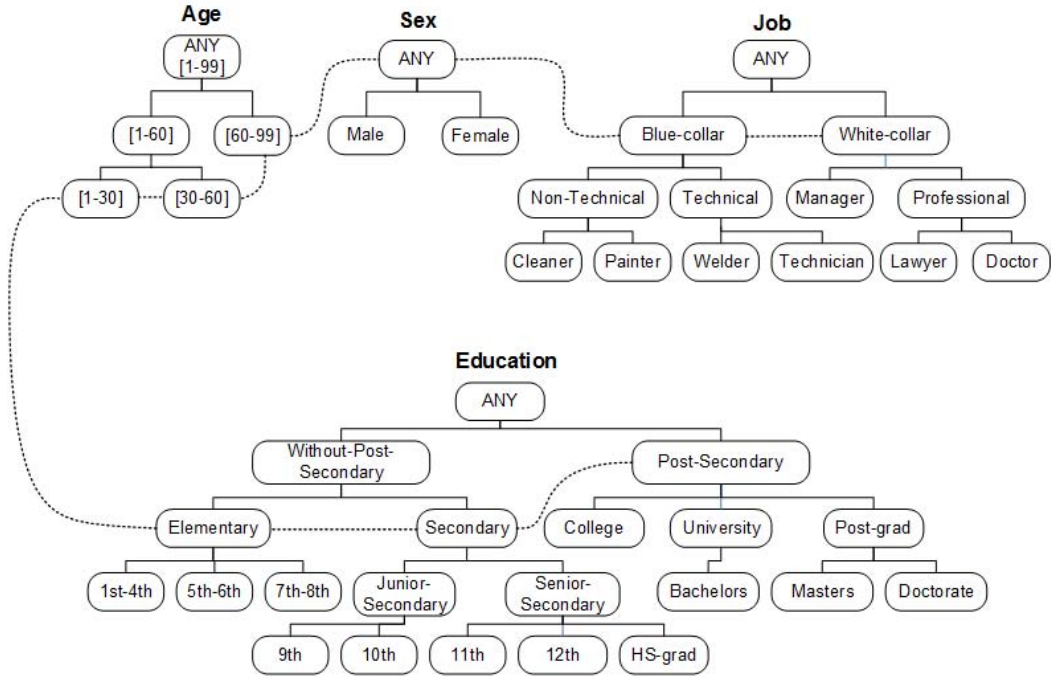 Age
Sex
Job
ANY
[1-99]
ANY
ANY
[1-60]
[60-99]
Male
Female
Blue-collar
White-collar
[1-30]
[30-60]
Non-Technical
Technical
Manager
Professional
Cleaner
Painter
Welder
Technician
Lawyer
Doctor
Education
ANY
Without-Post-
Secondary
Post-Secondary
Elementary
Secondary
College
University
Post-grad
1st-4th
5th-6th
7th-8th
Junior-
Secondary
Senior-
Secondary
Bachelors
Masters
Doctorate
9th
10th
11th
12th
HS-grad